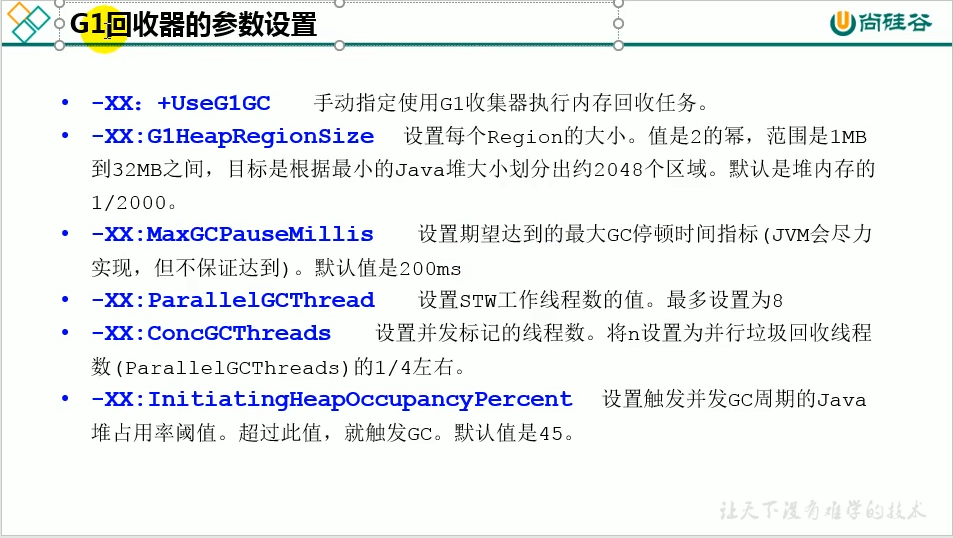 G1回收器的参数设置
尚硅谷
• -XX: +UseG1GC 手动指定使用G1收集器执行内存回收任务。
• -XX:G1HeapRegionSize 设置每个Region的大小。值是2的幂，范围是1MB
到32MB之间，目标是根据最小的Java堆大小划分出约2048个区域。默认是堆内存的
1/2000。
• -XX:MaxGCPauseMillis 设置期望达到的最大GC停顿时间指标(JVM会尽力
实现，但不保证达到)。默认值是200ms
• -XX:ParallelGCThread 设置STW工作线程数的值。最多设置为8
• -XX:ConcGCThreads 设置并发标记的线程数。将n设置为并行垃圾回收线程
数(ParallelGCThreads)的1/4左右。
• -XX:InitiatingHeapOccupancyPercent 设置触发并发GC周期的Java
堆占用率阈值。超过此值，就触发GC。默认值是45。
让天下没有难学的技术